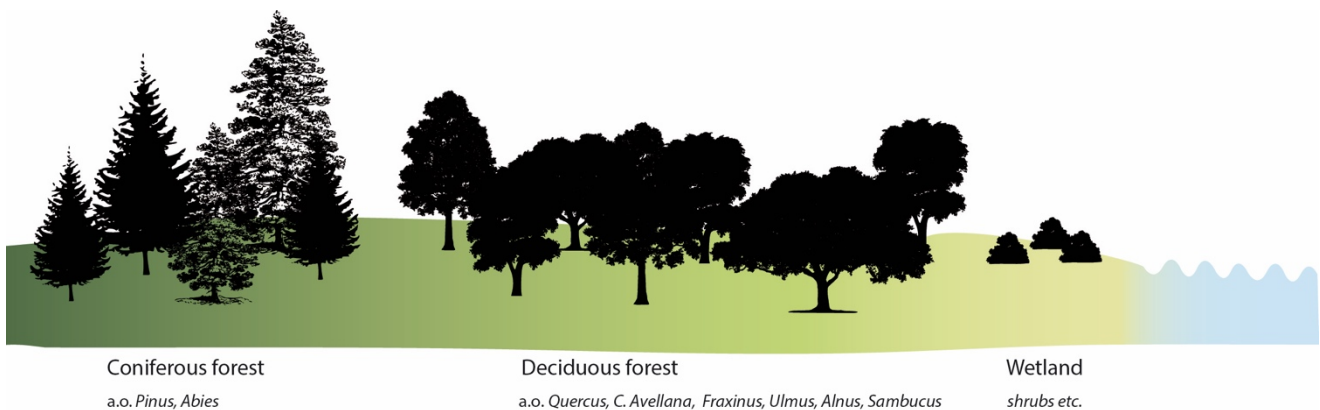 Coniferous forest
a.o. Pinus, Abies
Deciduous forest
a.o. Quercus, C. Avellana, Fraxinus, Ulmus, Alnus, Sambucus
Wetland
shrubs etc.